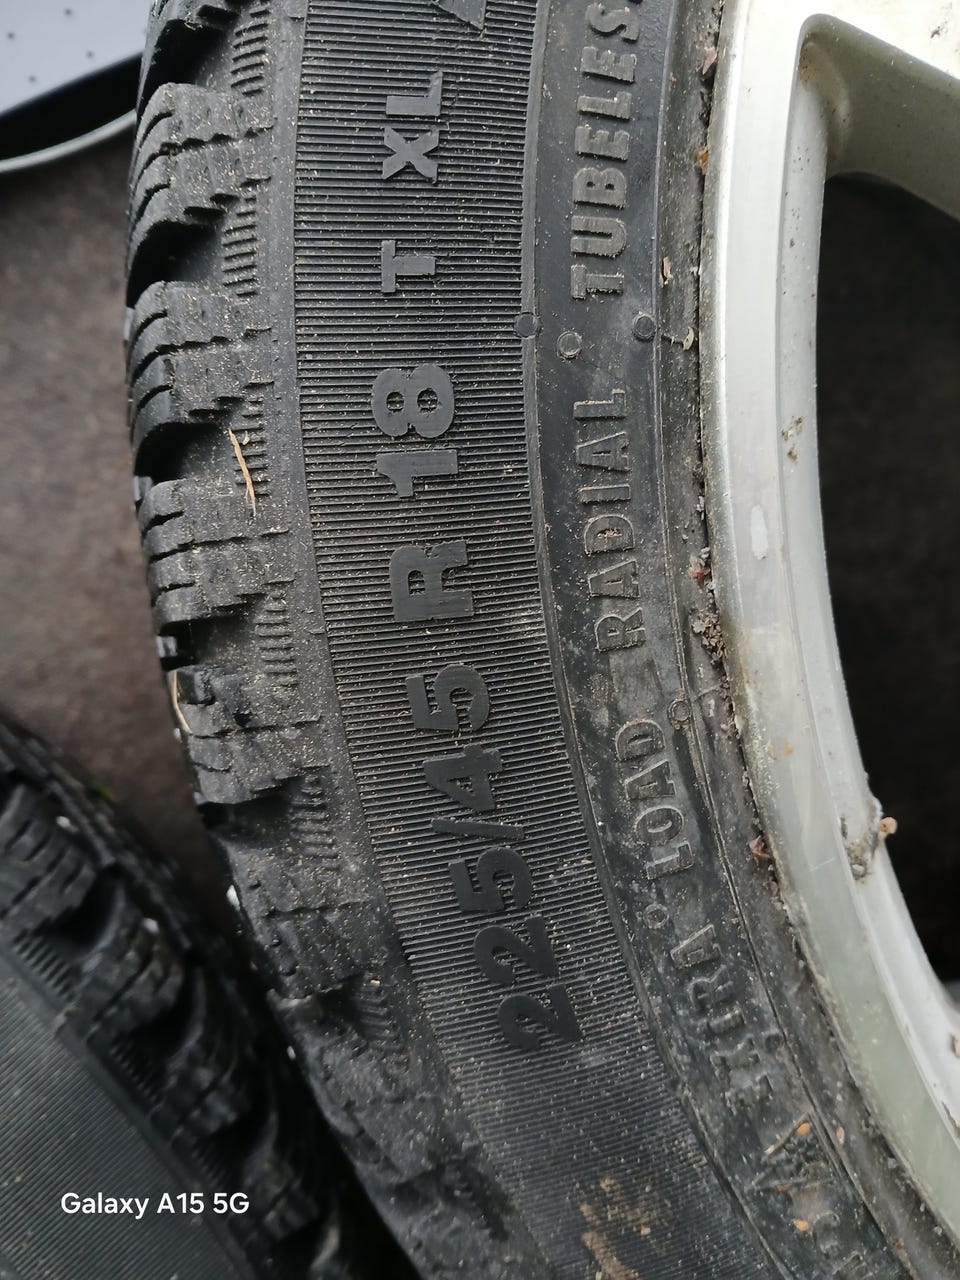 225/45 R 18 T XL
EXTRA LOAD RADIAL TUBELESS
Galaxy A15 5G